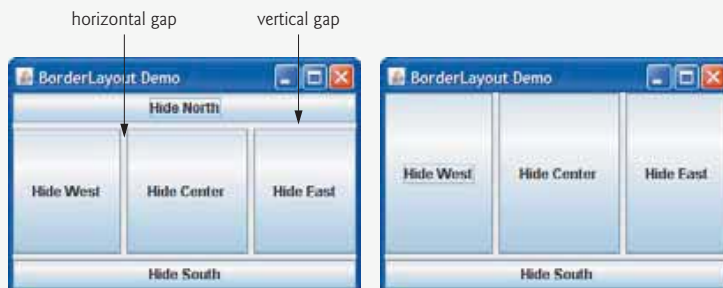 horizontal gap
vertical gap
BorderLayout Demo
Hide North
Hide West
Hide Center
Hide East
Hide South
BorderLayout Demo
Hide West
Hide Center
Hide East
Hide South